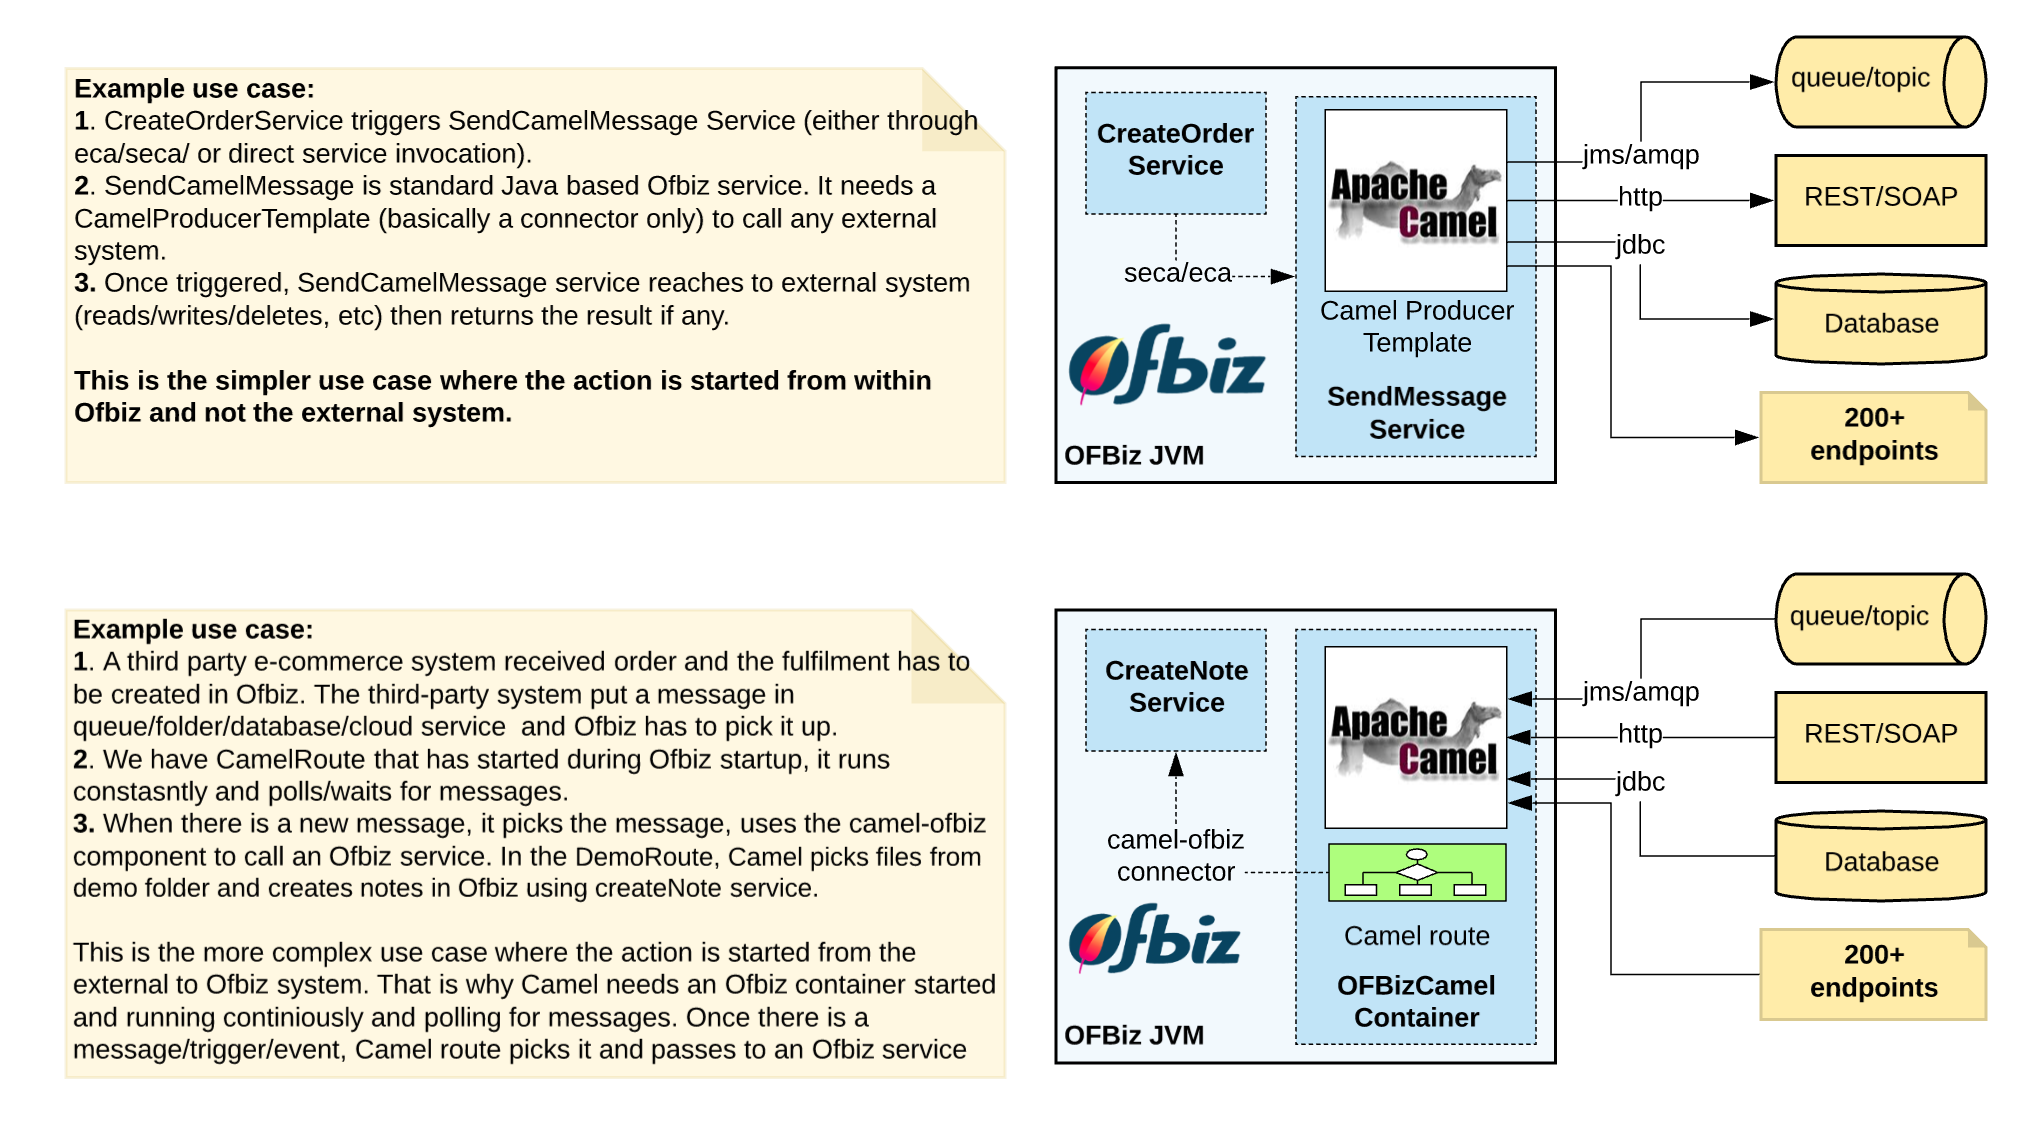 Example use case:
1. CreateOrderService triggers SendCamelMessage Service (either through
eca/seca/ or direct service invocation).
2. SendCamelMessage is standard Java based Ofbiz service. It needs a
CamelProducerTemplate (basically a connector only) to call any external
system.
3. Once triggered, SendCamelMessage service reaches to external system
(reads/writes/deletes, etc) then returns the result if any.
This is the simpler use case where the action is started from within
Ofbiz and not the external system.
CreateOrder
Service
seca/eca
Ofbiz
OFBiz JVM
Apache
Camel
Camel Producer
Template
SendMessage
Service
jms/amqp
http
jdbc
queue/topic
REST/SOAP
Database
200+
endpoints
Example use case:
1. A third party e-commerce system received order and the fulfilment has to
be created in Ofbiz. The third-party system put a message in
queue/folder/database/cloud service  and Ofbiz has to pick it up.
2. We have CamelRoute that has started during Ofbiz startup, it runs
constasntly and polls/waits for messages.
3. When there is a new message, it picks the message, uses the camel-ofbiz
component to call an Ofbiz service. In the DemoRoute, Camel picks files from
demo folder and creates notes in Ofbiz using createNote service.
This is the more complex use case where the action is started from the
external to Ofbiz system. That is why Camel needs an Ofbiz container started
and running continiously and polling for messages. Once there is a
message/trigger/event, Camel route picks it and passes to an Ofbiz service
CreateNote
Service
camel-ofbiz
connector
Ofbiz
OFBiz JVM
Apache
Camel
Camel route
OFBizCamel
Container
jms/amqp
http
jdbc
queue/topic
REST/SOAP
Database
200+
endpoints